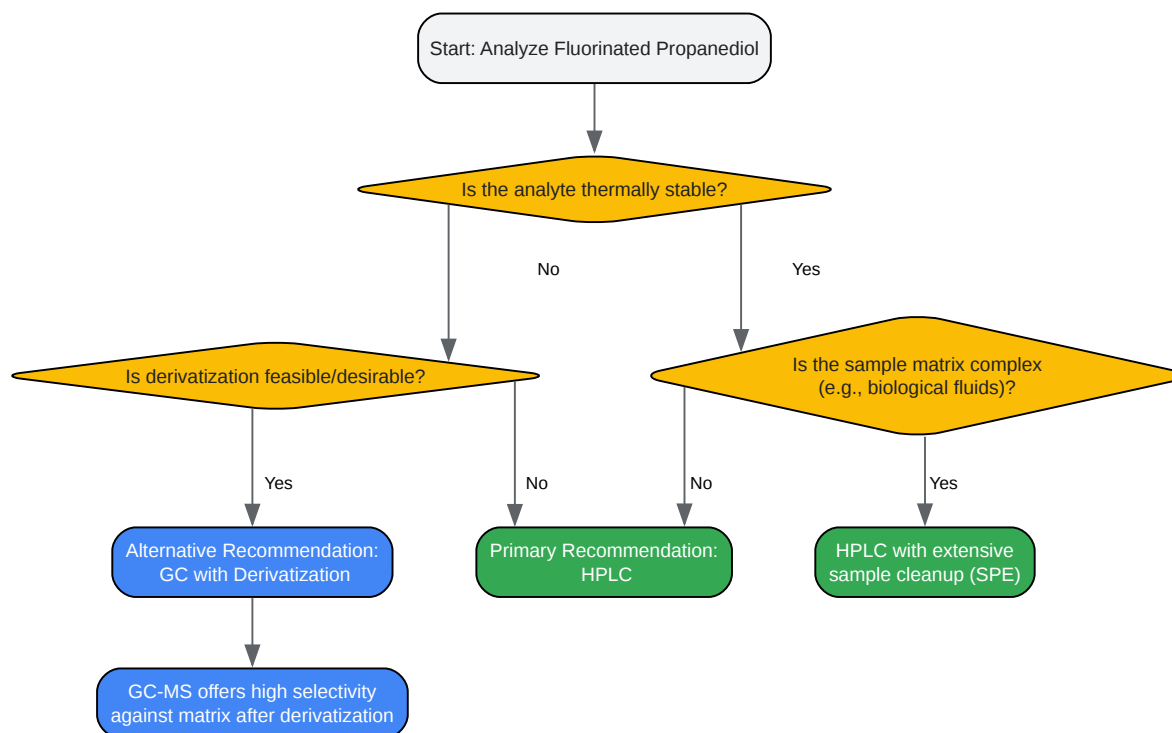 Start: Analyze Fluorinated Propanediol
Is the analyte thermally stable?
No
Yes
Is derivatization feasible/desirable?
Is the sample matrix complex
(e.g., biological fluids)?
Yes
No
No
Yes
Alternative Recommendation:
GC with Derivatization
Primary Recommendation:
HPLC
HPLC with extensive
sample cleanup (SPE)
GC-MS offers high selectivity
against matrix after derivatization